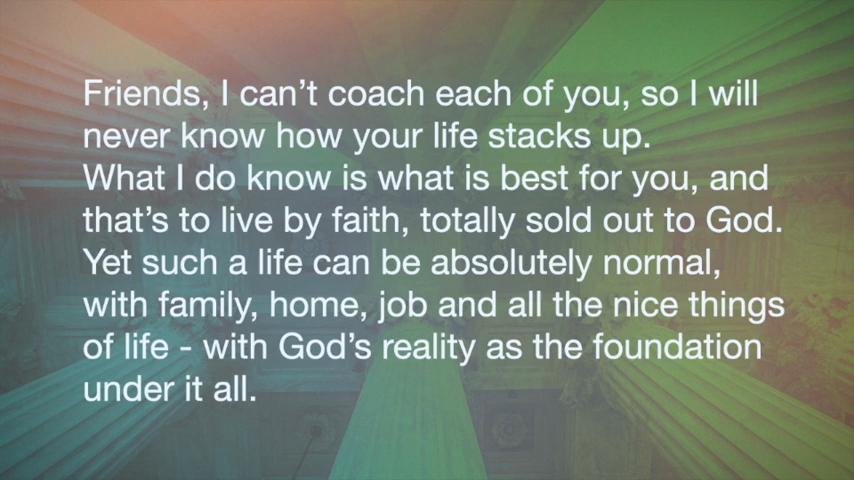 Friends, I can’t coach each of you, so I will
never know how your life stacks up.
What I do know is what is best for you, and
that’s to live by faith, totally sold out to God.
Yet such a life can be absolutely normal,
with family, home, job and all the nice things
of life - with God’s reality as the foundation
under it all.